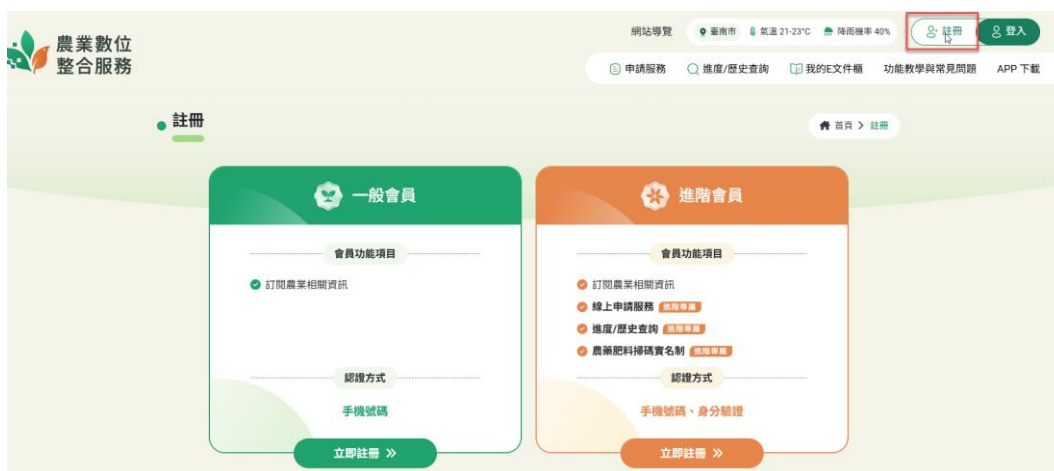 農業數位
整合服務
網站導覽 臺南市 氣溫 21-23°C 降雨機率 40% 註冊 登入
申請服務 進度/歷史查詢 我的E文件櫃 功能教學與常見問題 APP 下載
註冊
首頁 > 註冊
一般會員
會員功能項目
訂閱農業相關資訊
認證方式
手機號碼
立即註冊 »
進階會員
會員功能項目
訂閱農業相關資訊
線上申請服務 進階專屬
進度/歷史查詢 進階專屬
農藥肥料掃碼實名制 進階專屬
認證方式
手機號碼、身分驗證
立即註冊 »